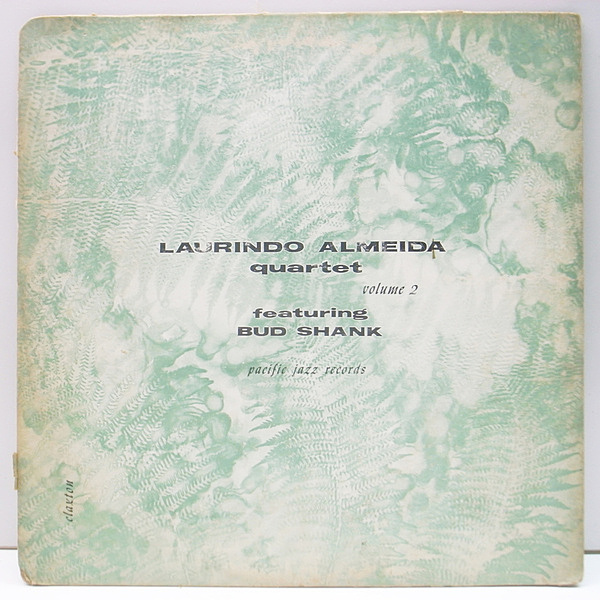 LAURINDO ALMEIDA
quartet
volume 2
featuring
BUD SHANK
pacific jazz records
claxton